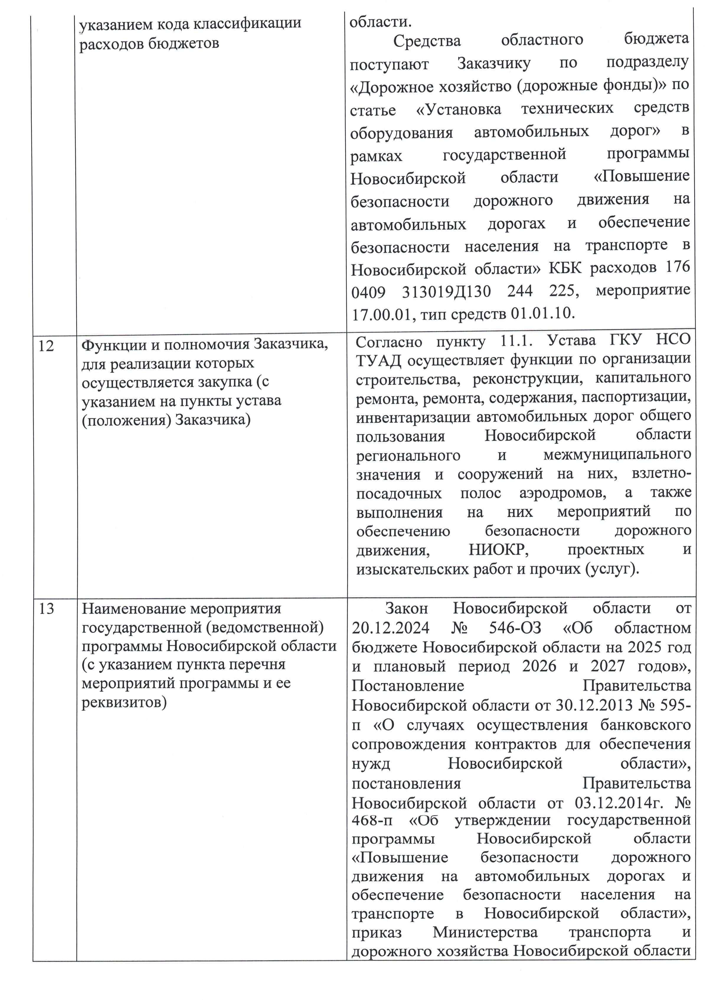 указанием кода классификации
расходов бюджетов
области.
Средства областного бюджета
поступают Заказчику по подразделу
«Дорожное хозяйство (дорожные фонды)» по
статье «Установка технических средств
оборудования автомобильных дорог» в
рамках государственной программы
Новосибирской области «Повышение
безопасности дорожного движения на
автомобильных дорогах и обеспечение
безопасности населения на транспорте в
Новосибирской области» КБК расходов 176
0409 313019Д130 244 225, мероприятие
17.00.01, тип средств 01.01.10.
12
Функции и полномочия Заказчика,
для реализации которых
осуществляется закупка (с
указанием на пункты устава
(положения) Заказчика)
Согласно пункту 11.1. Устава ГКУ НСО
ТУАД осуществляет функции по организации
строительства, реконструкции, капитального
ремонта, ремонта, содержания, паспортизации,
инвентаризации автомобильных дорог общего
пользования Новосибирской области
регионального и межмуниципального
значения и сооружений на них, взлетно-
посадочных полос аэродромов, а также
выполнения на них мероприятий по
обеспечению безопасности дорожного
движения, НИОКР, проектных и
изыскательских работ и прочих (услуг).
13
Наименование мероприятия
государственной (ведомственной)
программы Новосибирской области
(с указанием пункта перечня
мероприятий программы и ее
реквизитов)
Закон Новосибирской области от
20.12.2024 № 546-ОЗ «Об областном
бюджете Новосибирской области на 2025 год
и плановый период 2026 и 2027 годов»,
Постановление Правительства
Новосибирской области от 30.12.2013 № 595-
п «О случаях осуществления банковского
сопровождения контрактов для обеспечения
нужд Новосибирской области»,
постановления Правительства
Новосибирской области от 03.12.2014г. №
468-п «Об утверждении государственной
программы Новосибирской области
«Повышение безопасности дорожного
движения на автомобильных дорогах и
обеспечение безопасности населения на
транспорте в Новосибирской области»,
приказ Министерства транспорта и
дорожного хозяйства Новосибирской области